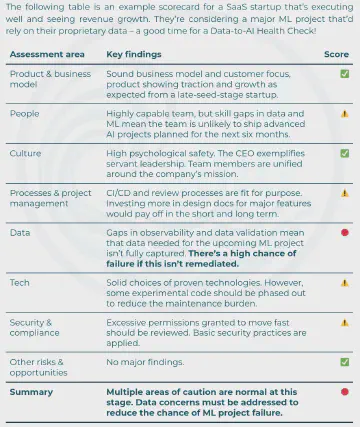 The following table is an example scorecard for a SaaS startup that's executing
well and seeing revenue growth. They're considering a major ML project that'd
rely on their proprietary data – a good time for a Data-to-AI Health Check!
Assessment area Key findings Score
Product & business Sound business model and customer focus, ✅
model product showing traction and growth as
expected from a late-seed-stage startup.
People Highly capable team, but skill gaps in data and ⚠️
ML mean the team is unlikely to ship advanced
AI projects planned for the next six months.
Culture High psychological safety. The CEO exemplifies ✅
servant leadership. Team members are unified
around the company's mission.
Processes & project CI/CD and review processes are fit for purpose. ⚠️
management Investing more in design docs for major features
would pay off in the short and long term.
Data Gaps in observability and data validation mean 🔴
that data needed for the upcoming ML project
isn't fully captured. There's a high chance of
failure if this isn't remediated.
Tech Solid choices of proven technologies. However, ⚠️
some experimental code should be phased out
to reduce the maintenance burden.
Security & Excessive permissions granted to move fast ⚠️
compliance should be reviewed. Basic security practices are
applied.
Other risks & No major findings. ✅
opportunities
Summary Multiple areas of caution are normal at this 🔴
stage. Data concerns must be addressed to
reduce the chance of ML project failure.